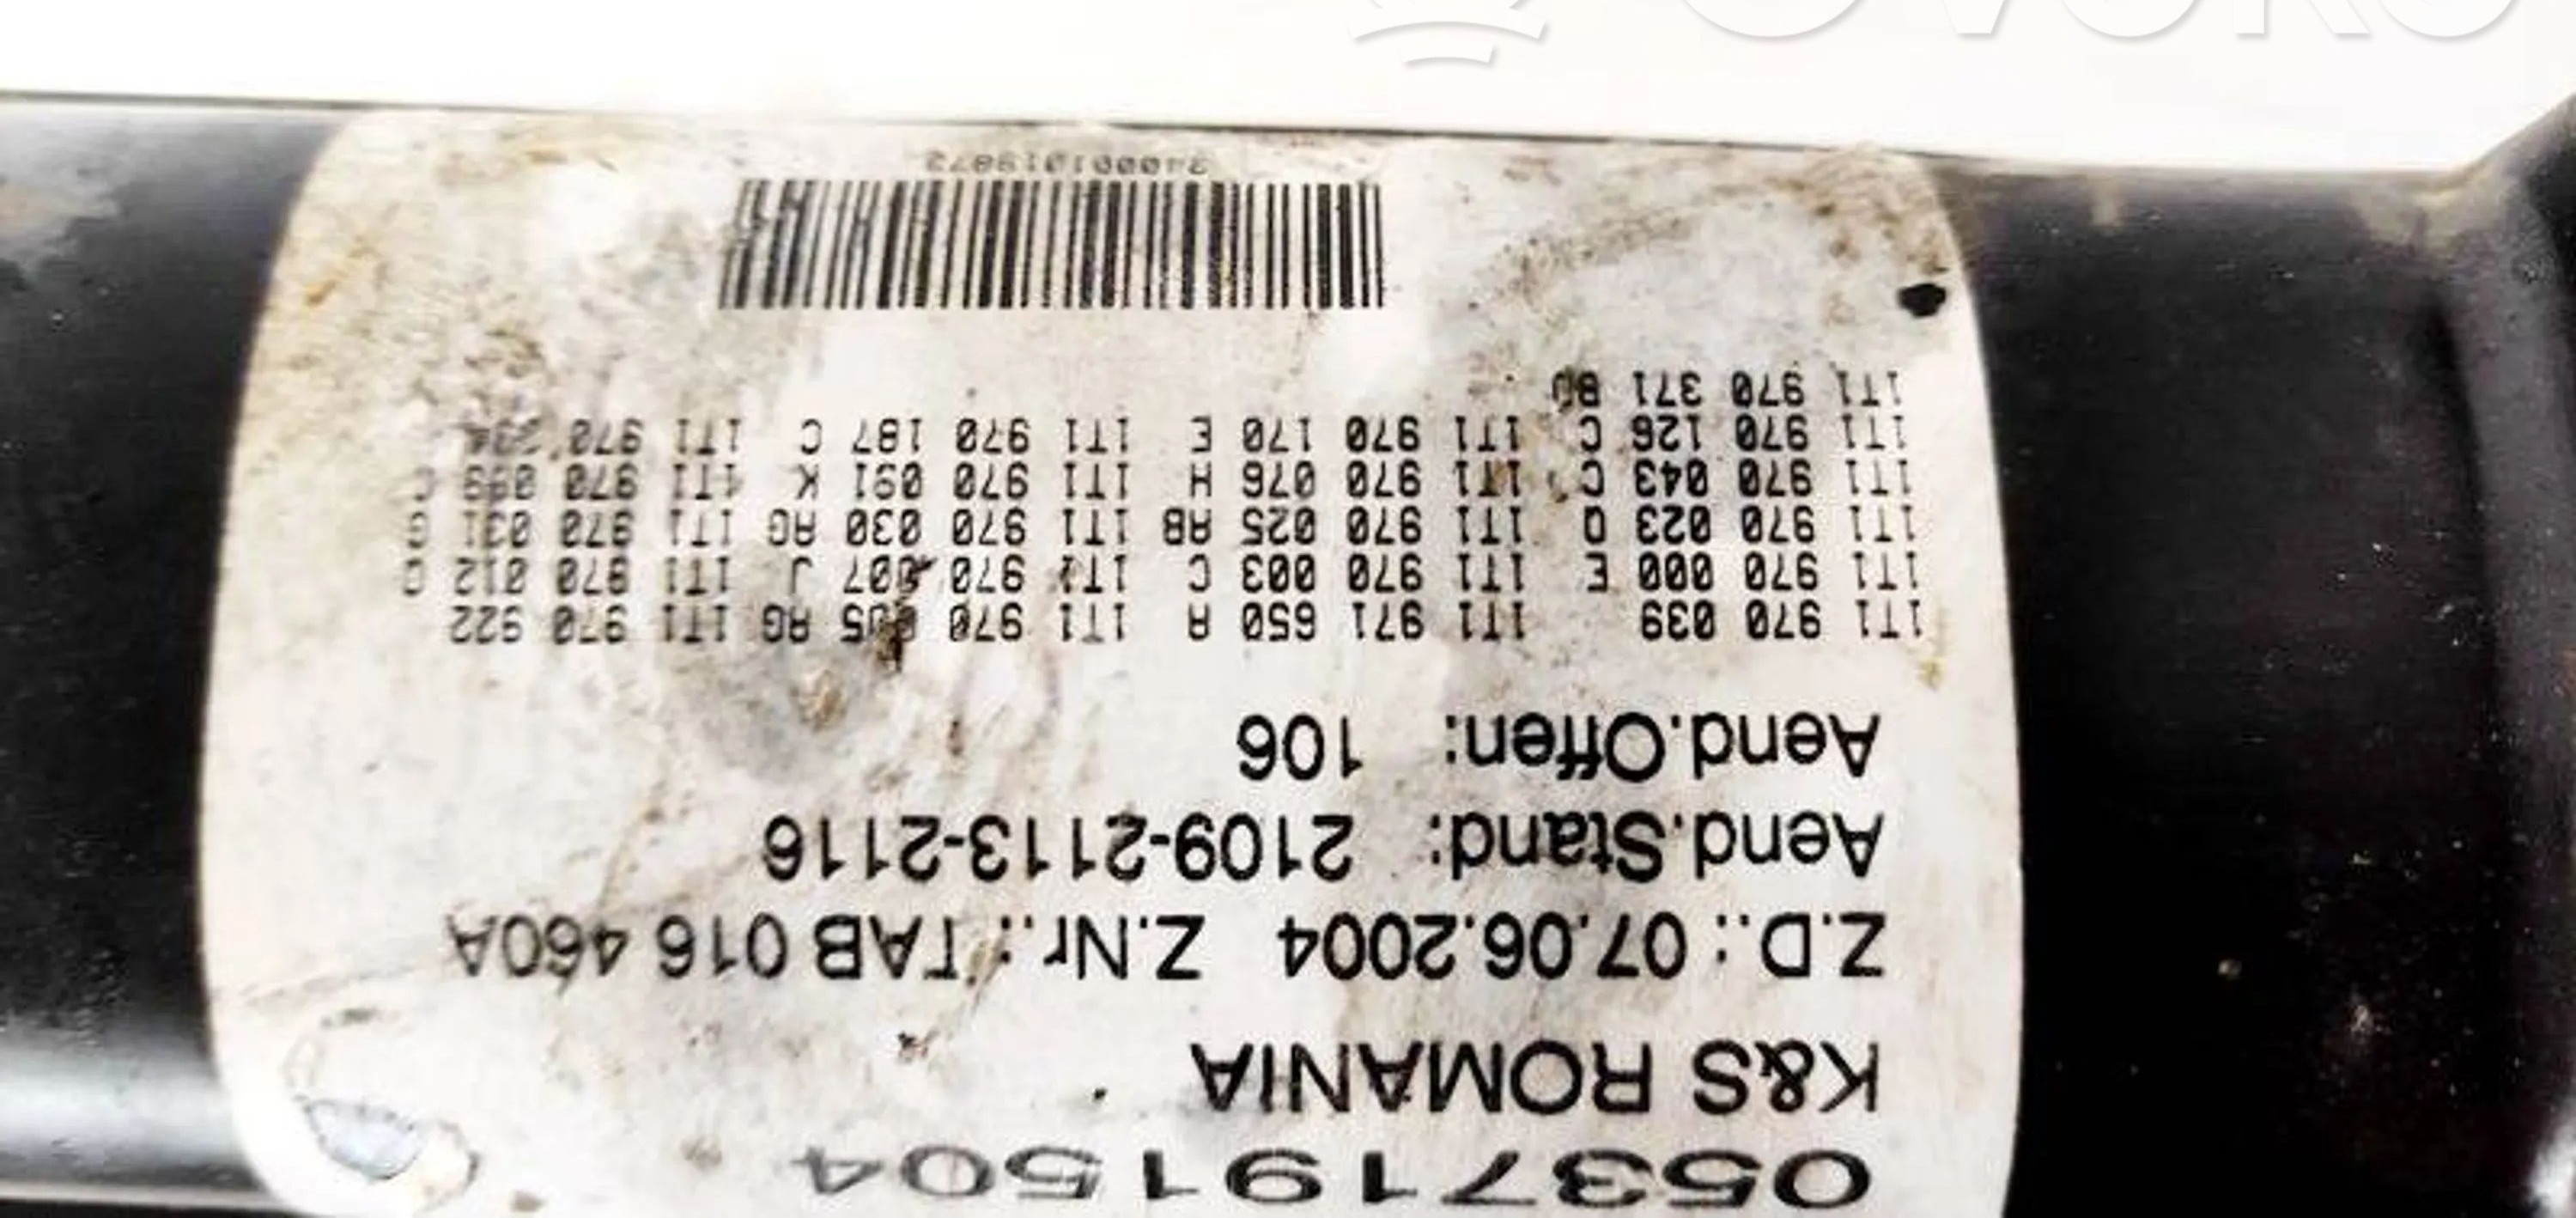 0537191504
K&S ROMANIA
Z.D.: 07.06.2004 Z.Nr.: TAB 016 460A
Aend.Stand: 2109-2113-2116
Aend.Offen: 106
1T1 970 039 1T1 971 650 A 1T1 970 005 AG 1T1 970 922
1T1 970 000 E 1T1 970 003 C 1T1 970 007 J 1T1 970 012 Q
1T1 970 023 Q 1T1 970 025 AB 1T1 970 030 AG 1T1 970 031 G
1T1 970 043 C 1T1 970 076 H 1T1 970 091 K 1T1 970 099 C
1T1 970 126 C 1T1 970 170 E 1T1 970 187 C 1T1 970
1T1 970 371
OVOKO